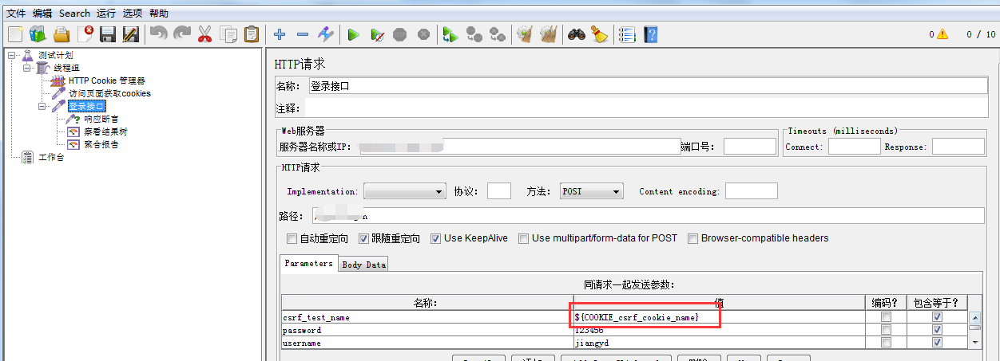 文件 编辑 Search 运行 选项 帮助
0 0 / 10
测试计划
线程组
HTTP Cookie 管理器
访问页面获取cookies
登录接口
响应断言
察看结果树
聚合报告
工作台
HTTP请求
名称: 登录接口
注释:
Web服务器
服务器名称或IP: 端口号:
Timeouts (milliseconds)
Connect: Response:
HTTP请求
Implementation: 协议: 方法: POST Content encoding:
路径:
自动重定向 跟随重定向 Use KeepAlive Use multipart/form-data for POST Browser-compatible headers
Parameters Body Data
同请求一起发送参数:
名称: 值 编码? 包含等于?
csrf_test_name ${COOKIE_csrf_cookie_name}
password 123456
username jiangyd